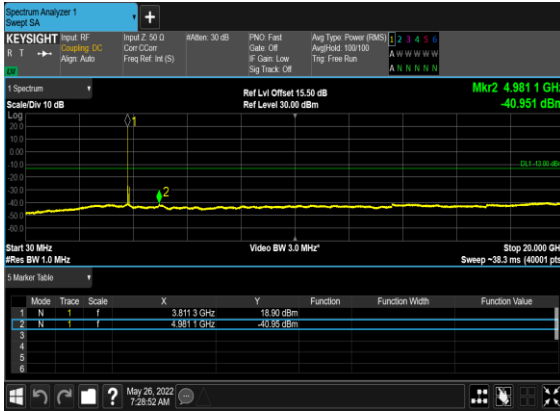 Spectrum Analyzer 1
Swept SA
+
KEYSIGHT Input: RF Input Z: 50 Ω #Atten: 30 dB PNO: Fast Avg Type: Power (RMS) 1 2 3 4 5 6
R T Coupling: DC Corr CCorr Gate: Off Avg|Hold: 100/100 A W W W W W
Align: Auto Freq Ref: Int (S) IF Gain: Low Trig: Free Run
Sig Track: Off A N N N N N
1 Spectrum Ref Lvl Offset 15.50 dB Mkr2 4.981 1 GHz
Scale/Div 10 dB Ref Level 30.00 dBm -40.951 dBm
Log
20.0
10.0
0.00
DL1 -13.00 dBm
-10.0
-20.0
-30.0
-40.0
-50.0
-60.0
1
2
Start 30 MHz Video BW 3.0 MHz* Stop 20.000 GHz
#Res BW 1.0 MHz Sweep ~38.3 ms (40001 pts)
5 Marker Table
Mode Trace Scale X Y Function Function Width Function Value
1 N 1 f 3.811 3 GHz 18.90 dBm
2 N 1 f 4.981 1 GHz -40.95 dBm
3
4
5
6
? May 26, 2022
7:28:52 AM